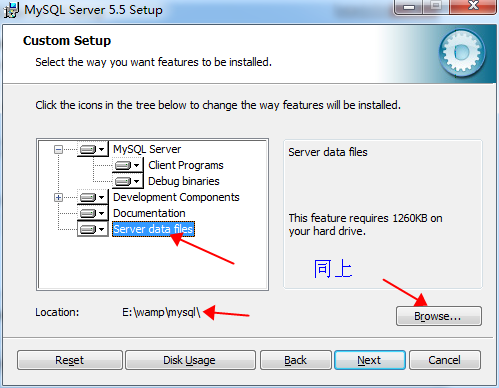 MySQL Server 5.5 Setup
Custom Setup
Select the way you want features to be installed.
Click the icons in the tree below to change the way features will be installed.
MySQL Server
Client Programs
Debug binaries
Development Components
Documentation
Server data files
Server data files
This feature requires 1260KB on
your hard drive.
同上
Location:
E:\wamp\mysql\
Browse...
Reset
Disk Usage
Back
Next
Cancel